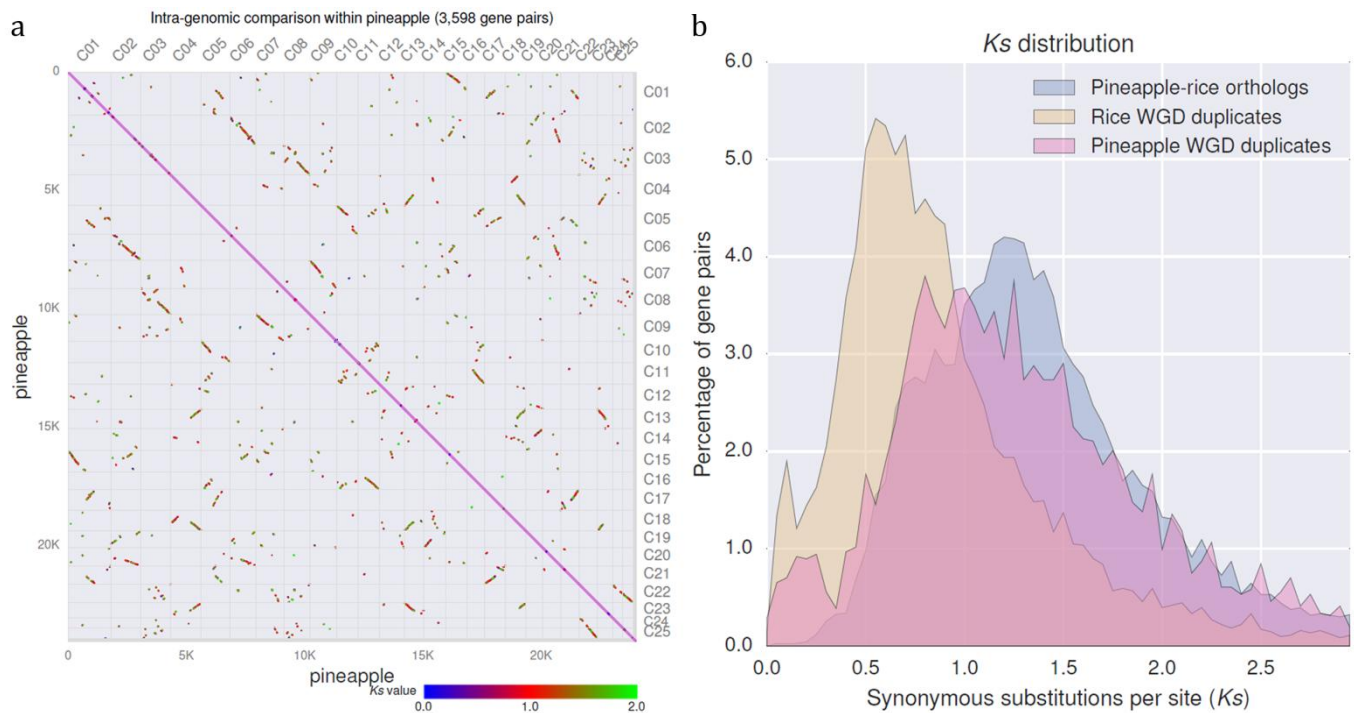 a
Intra-genomic comparison within pineapple (3,598 gene pairs)
C01 C02 C03 C04 C05 C06 C07 C08 C09 C10 C11 C12 C13 C14 C15 C16 C17 C18 C19 C20 C21 C22 C23 C24 C25
0
5K
10K
15K
20K
pineapple
C01
C02
C03
C04
C05
C06
C07
C08
C09
C10
C11
C12
C13
C14
C15
C16
C17
C18
C19
C20
C21
C22
C23
C24
C25
0 5K 10K 15K 20K
pineapple
Ks value
0.0 1.0 2.0
b
Ks distribution
Pineapple-rice orthologs
Rice WGD duplicates
Pineapple WGD duplicates
Percentage of gene pairs
6.0
5.0
4.0
3.0
2.0
1.0
0.0
0.0 0.5 1.0 1.5 2.0 2.5
Synonymous substitutions per site (Ks)